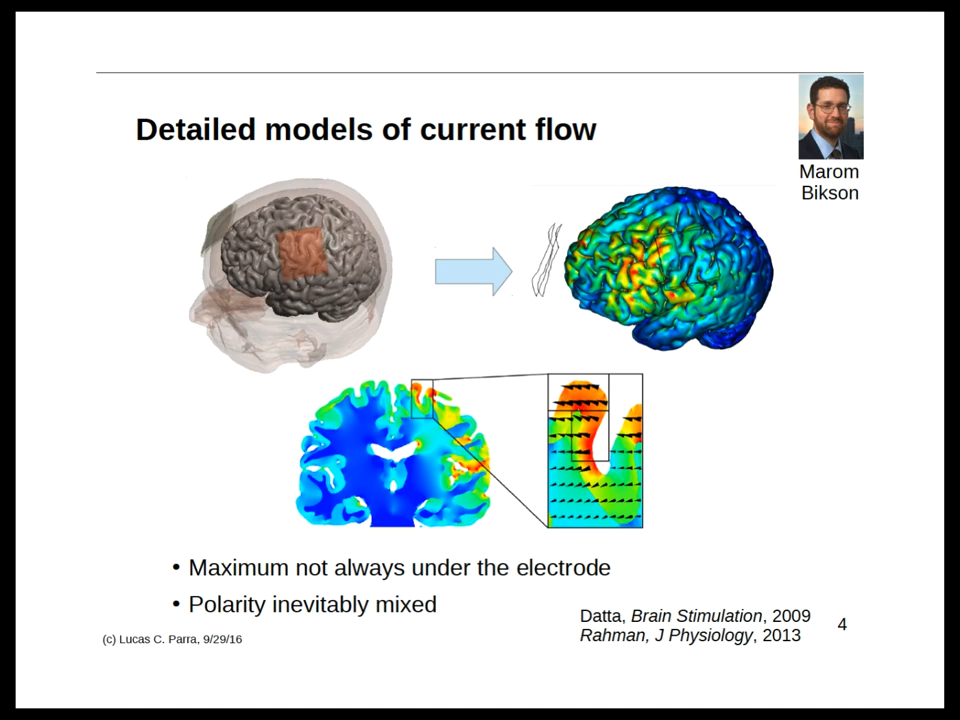 Detailed models of current flow
Marom
Bikson
• Maximum not always under the electrode
• Polarity inevitably mixed
Datta, Brain Stimulation, 2009
Rahman, J Physiology, 2013
4
(c) Lucas C. Parra, 9/29/16